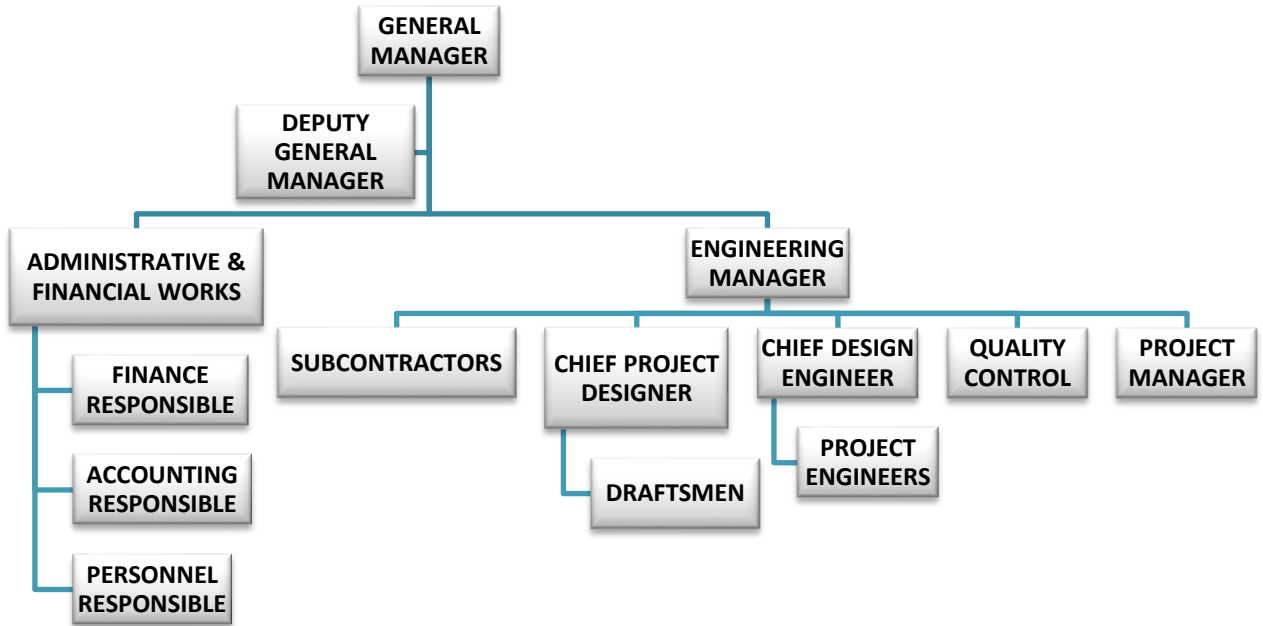 GENERAL
MANAGER
DEPUTY
GENERAL
MANAGER
ADMINISTRATIVE &
FINANCIAL WORKS
FINANCE
RESPONSIBLE
ACCOUNTING
RESPONSIBLE
PERSONNEL
RESPONSIBLE
ENGINEERING
MANAGER
SUBCONTRACTORS
CHIEF PROJECT
DESIGNER
DRAFTSMEN
CHIEF DESIGN
ENGINEER
PROJECT
ENGINEERS
QUALITY
CONTROL
PROJECT
MANAGER